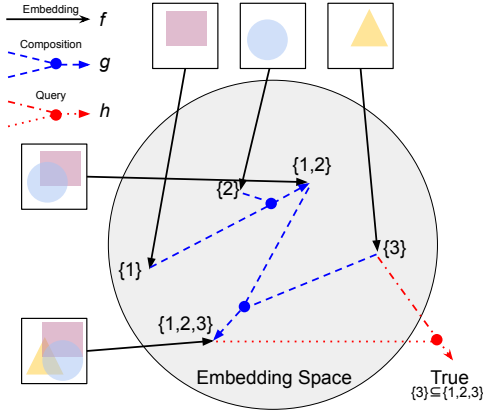 Embedding
f
Composition
g
Query
h
{1,2}
{2}
{1}
{3}
{1,2,3}
Embedding Space
True
{3}⊆{1,2,3}